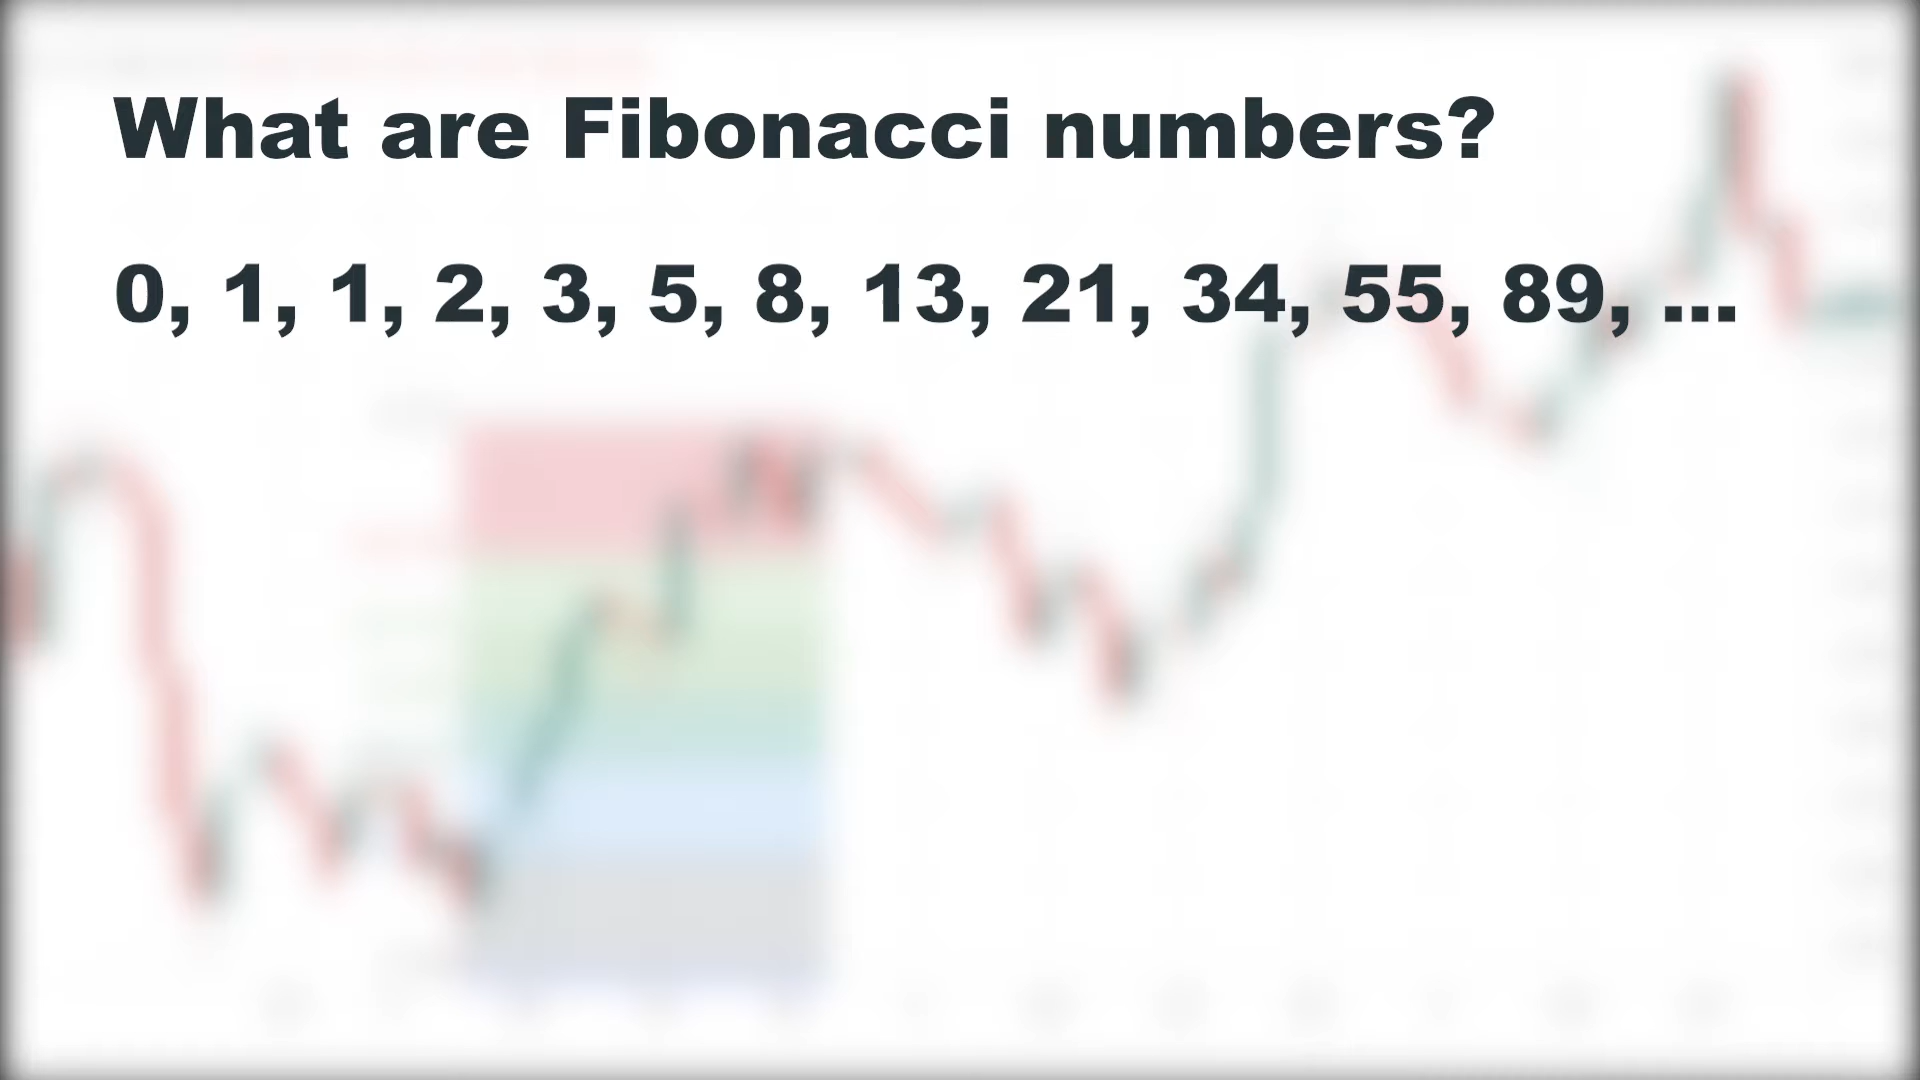 What are Fibonacci numbers?
0, 1, 1, 2, 3, 5, 8, 13, 21, 34, 55, 89, ...